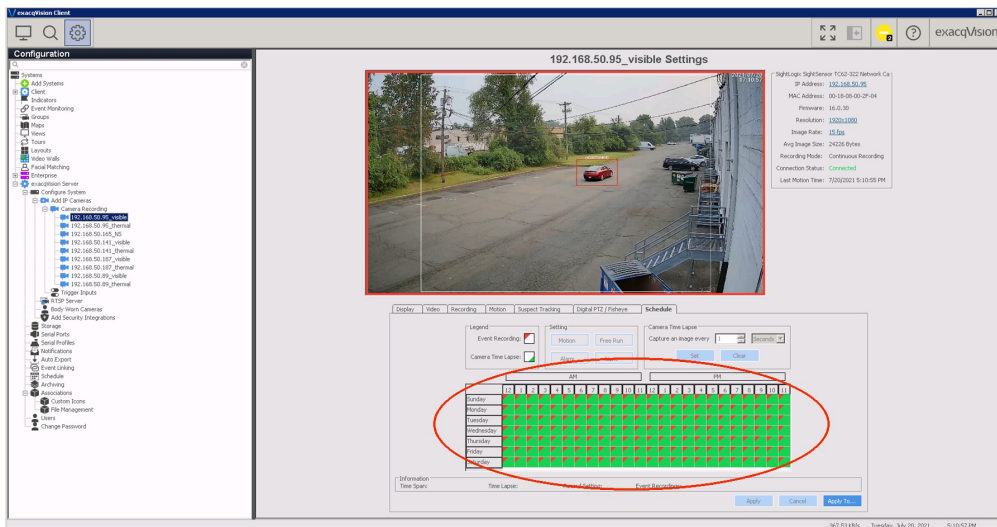 exacqVision Client
2
exacqVision
Configuration
Systems
Add Systems
Client
Indicators
Event Monitoring
Groups
Maps
Views
Tours
Layouts
Video Walls
Facial Matching
Enterprise
exacqVision Server
Configure System
Add IP Cameras
Camera Recording
192.168.50.95_visible
192.168.50.95_thermal
192.168.50.165_NS
192.168.50.141_visible
192.168.50.141_thermal
192.168.50.187_visible
192.168.50.187_thermal
192.168.50.89_visible
192.168.50.89_thermal
Trigger Inputs
RTSP Server
Body Worn Cameras
Add Security Integrations
Storage
Serial Ports
Serial Profiles
Notifications
Auto Export
Event Linking
Schedule
Archiving
Associations
Custom Icons
File Management
Users
Change Password
192.168.50.95_visible Settings
SightLogix SightSensor TC62-322 Network Ca
IP Address: 192.168.50.95
MAC Address: 00-18-08-00-2F-04
Firmware: 16.0.30
Resolution: 1920x1080
Image Rate: 15 fps
Avg Image Size: 24226 Bytes
Recording Mode: Continuous Recording
Connection Status: Connected
Last Motion Time: 7/20/2021 5:10:55 PM
Display Video Recording Motion Suspect Tracking Digital PTZ / Fisheye Schedule
Legend
Event Recording:
Camera Time Lapse:
Setting
Motion Free Run
Alarm
Camera Time Lapse
Capture an image every 1 Seconds
Set Clear
AM PM
12 1 2 3 4 5 6 7 8 9 10 11 12 1 2 3 4 5 6 7 8 9 10 11
Sunday
Monday
Tuesday
Wednesday
Thursday
Friday
Saturday
Information
Time Span: Time Lapse: Record Setting: Event Recording:
Apply Cancel Apply To...
367.53 KB/s Tuesday, July 20, 2021 5:10:57 PM